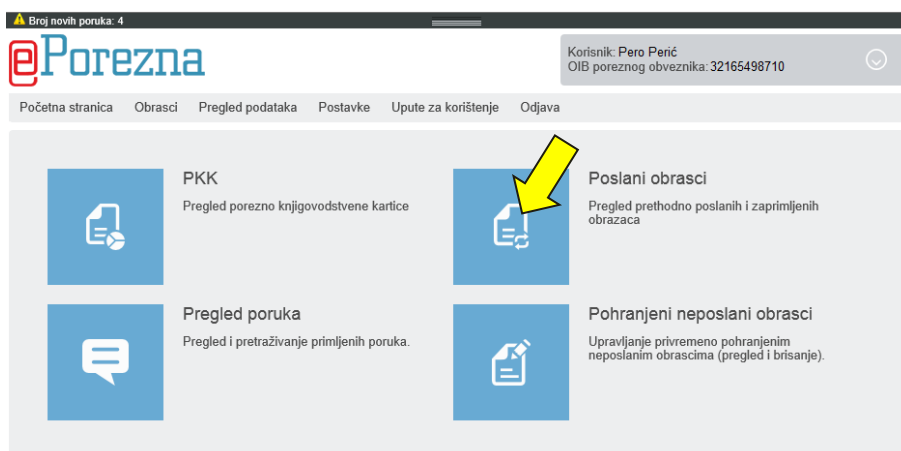 Broj novih poruka: 4
ePorezna
Korisnik: Pero Perić
OIB poreznog obveznika: 32165498710
Početna stranica Obrasci Pregled podataka Postavke Upute za korištenje Odjava
PKK
Pregled porezno knjigovodstvene kartice
Poslani obrasci
Pregled prethodno poslanih i zaprimljenih
obrazaca
Pregled poruka
Pregled i pretraživanje primljenih poruka.
Pohranjeni neposlani obrasci
Upravljanje privremeno pohranjenim
neposlanim obrascima (pregled i brisanje).